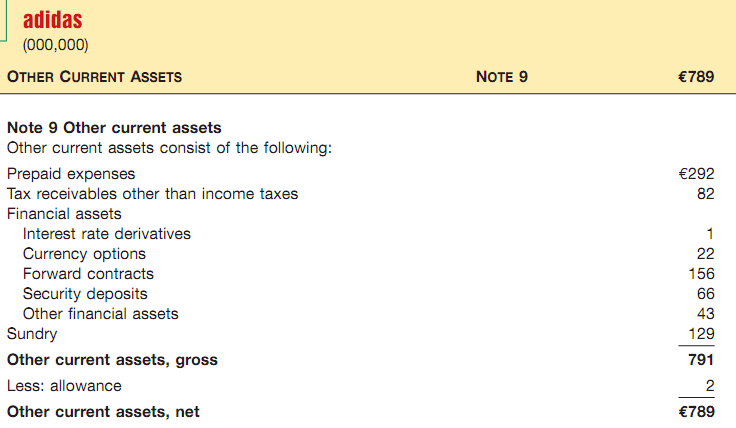 adidas
(000,000)
OTHER CURRENT ASSETS NOTE 9 €789
Note 9 Other current assets
Other current assets consist of the following:
Prepaid expenses €292
Tax receivables other than income taxes 82
Financial assets
Interest rate derivatives 1
Currency options 22
Forward contracts 156
Security deposits 66
Other financial assets 43
Sundry 129
Other current assets, gross 791
Less: allowance 2
Other current assets, net €789